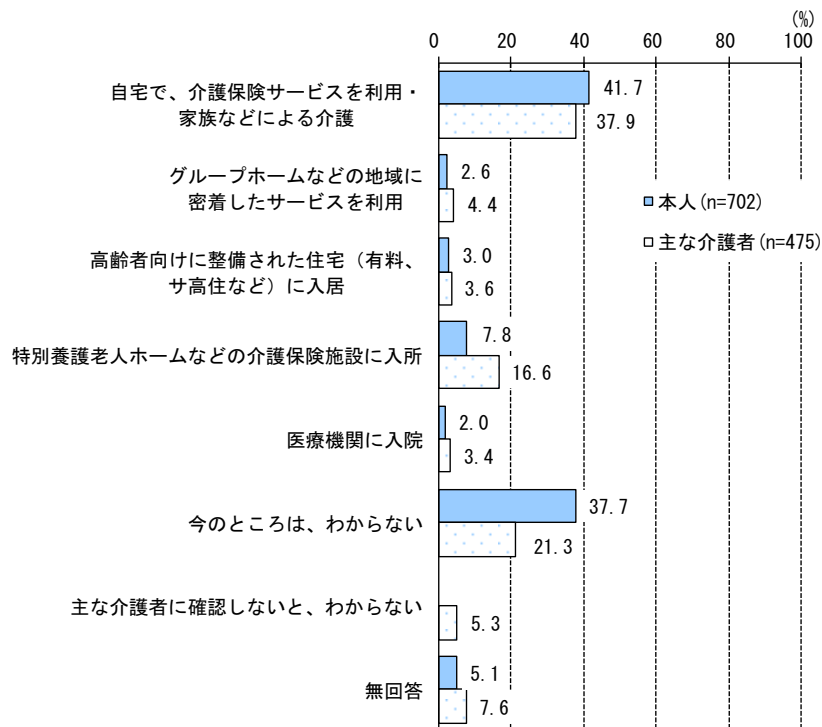 (%)
0 20 40 60 80 100
自宅で、介護保険サービスを利用・
家族などによる介護
41.7
37.9
グループホームなどの地域に
密着したサービスを利用
2.6
4.4
本人(n=702)
主な介護者(n=475)
高齢者向けに整備された住宅（有料、
サ高住など）に入居
3.0
3.6
特別養護老人ホームなどの介護保険施設に入所
7.8
16.6
医療機関に入院
2.0
3.4
今のところは、わからない
37.7
21.3
主な介護者に確認しないと、わからない
5.3
無回答
5.1
7.6